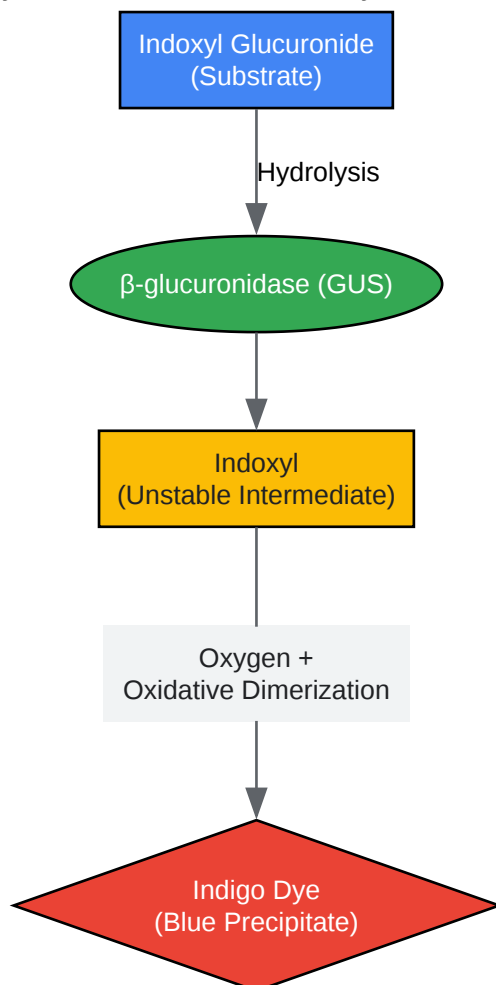 Indoxyl Glucuronide
(Substrate)
Hydrolysis
β-glucuronidase (GUS)
Indoxyl
(Unstable Intermediate)
Oxygen +
Oxidative Dimerization
Indigo Dye
(Blue Precipitate)